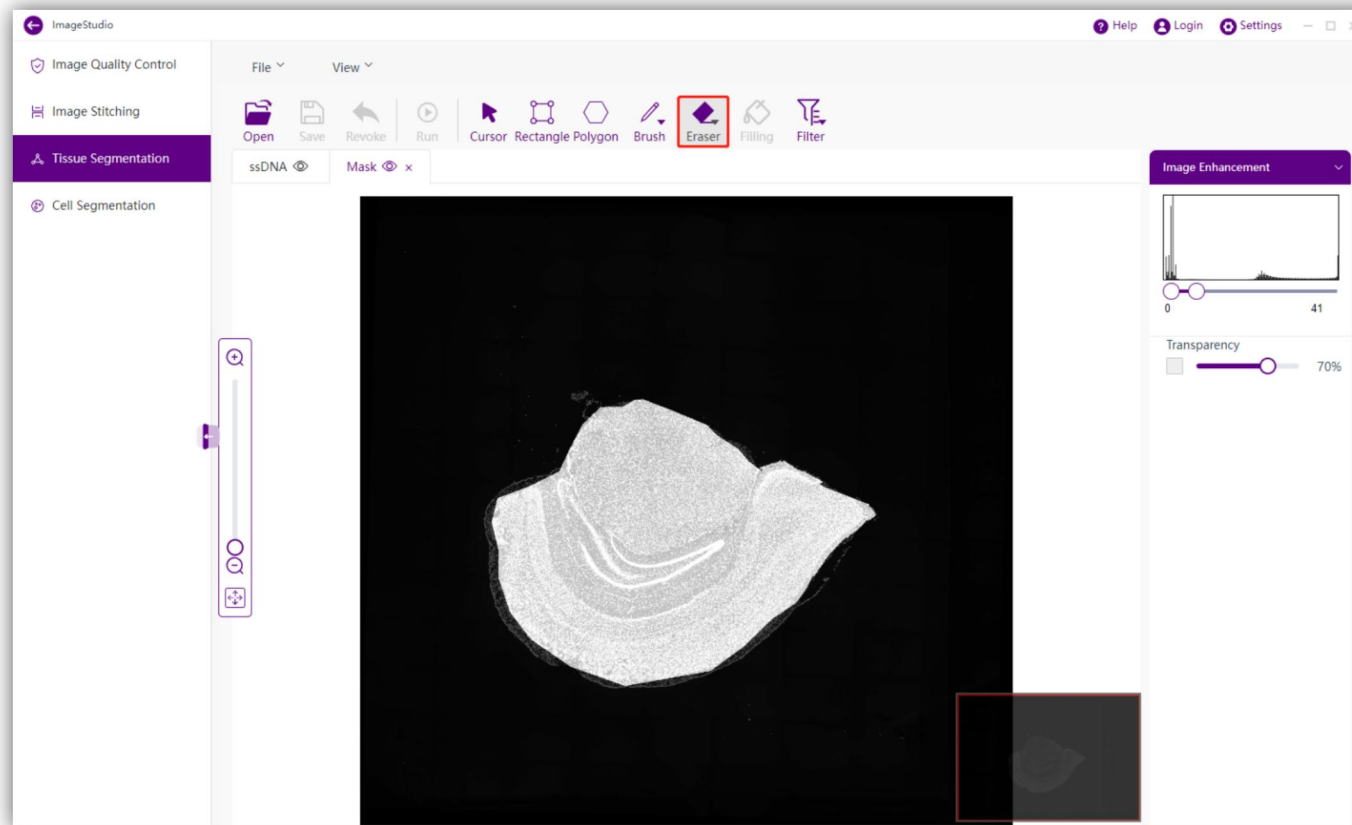 ImageStudio
Help Login Settings
Image Quality Control
Image Stitching
Tissue Segmentation
Cell Segmentation
File View
Open Save Revoke Run Cursor Rectangle Polygon Brush Eraser Filling Filter
ssDNA Mask ×
Image Enhancement
0 41
Transparency
70%